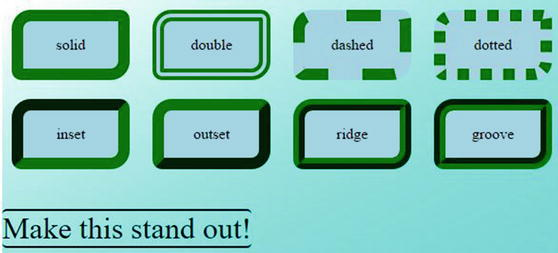 solid double dashed dotted
inset outset ridge groove
Make this stand out!